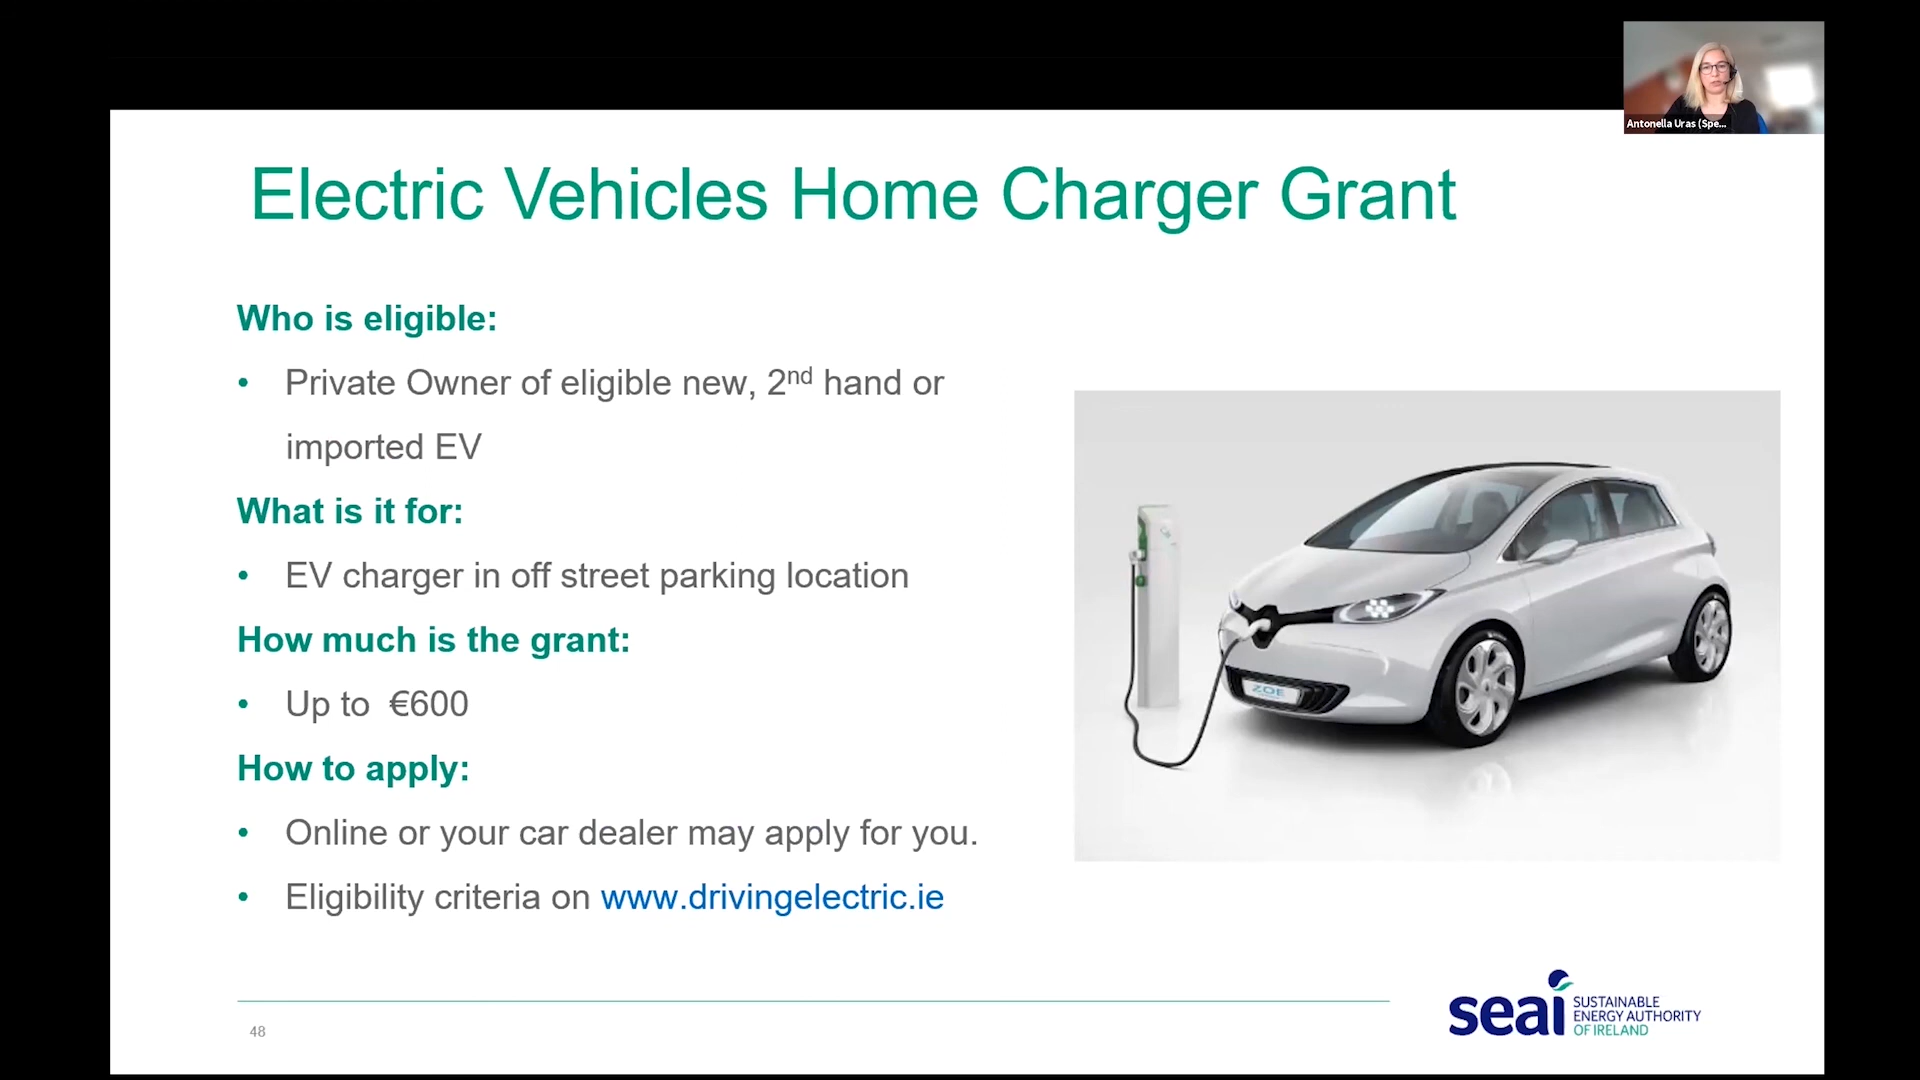 Antonella Uras (Spe...
Electric Vehicles Home Charger Grant
Who is eligible:
• Private Owner of eligible new, 2nd hand or
imported EV
What is it for:
• EV charger in off street parking location
How much is the grant:
• Up to €600
How to apply:
• Online or your car dealer may apply for you.
• Eligibility criteria on www.drivingelectric.ie
ZOE
48
seai
SUSTAINABLE
ENERGY AUTHORITY
OF IRELAND